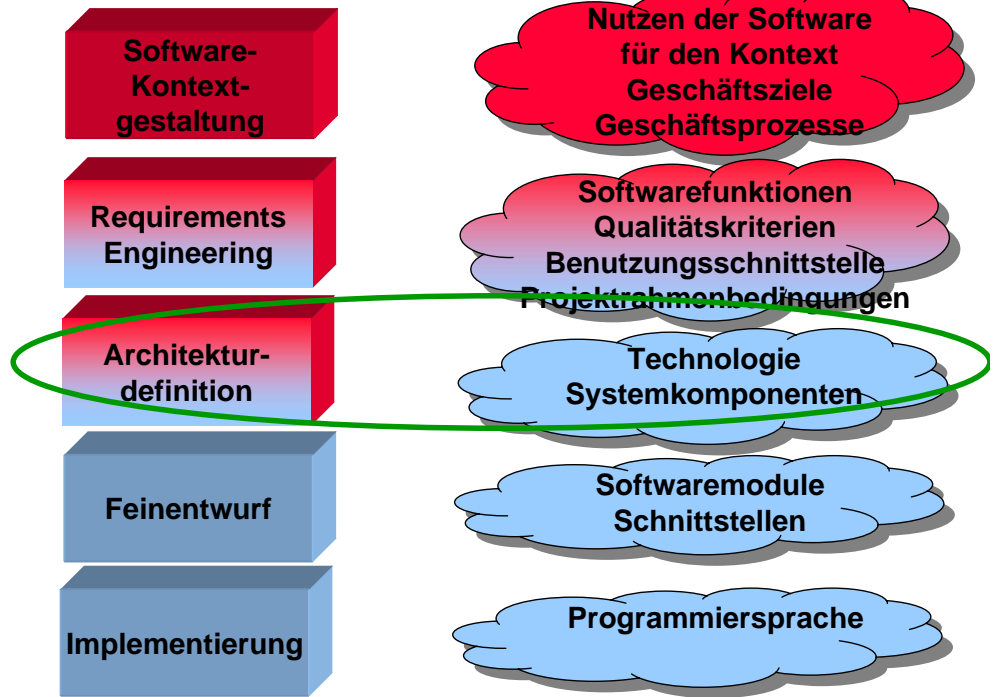 Software-
Kontext-
gestaltung
Nutzen der Software
für den Kontext
Geschäftsziele
Geschäftsprozesse
Requirements
Engineering
Softwarefunktionen
Qualitätskriterien
Benutzungsschnittstelle
Projektrahmenbedingungen
Architektur-
definition
Technologie
Systemkomponenten
Feinentwurf
Softwaremodule
Schnittstellen
Implementierung
Programmiersprache